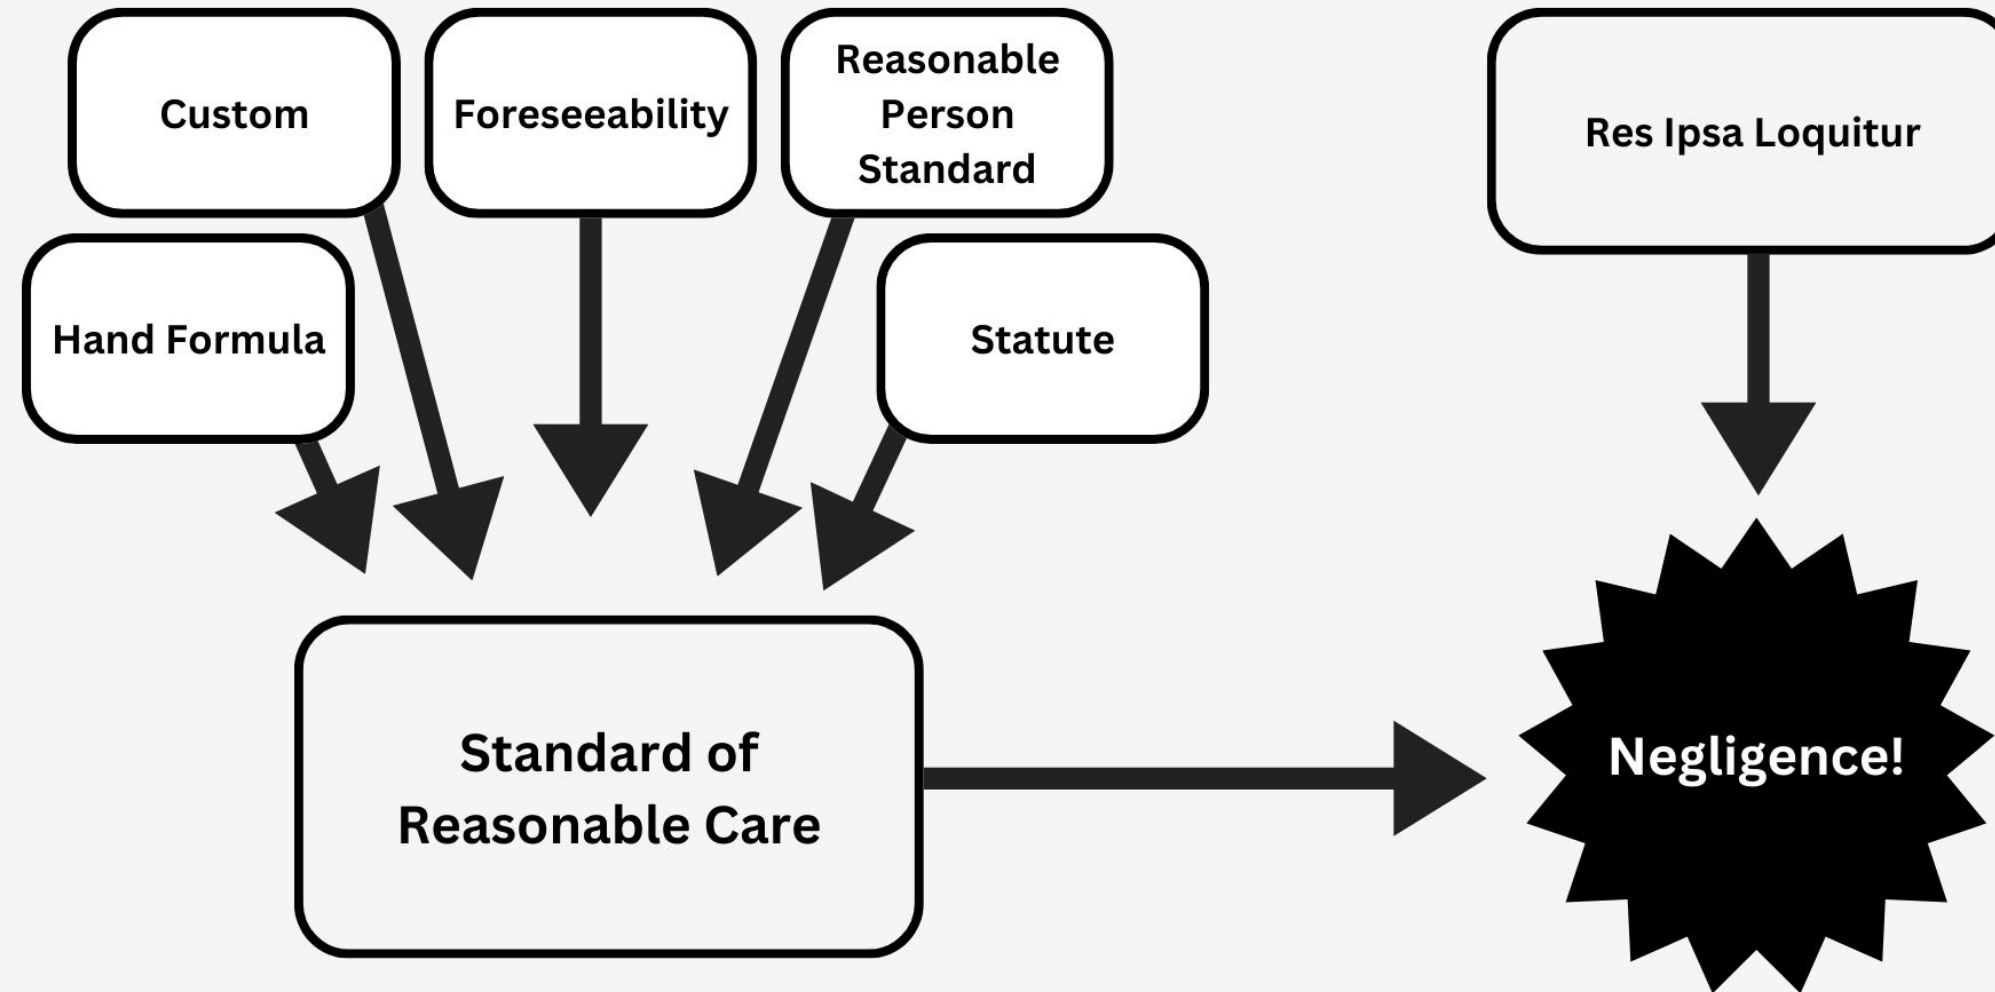 Custom
Foreseeability
Reasonable
Person
Standard
Res Ipsa Loquitur
Hand Formula
Statute
Standard of
Reasonable Care
Negligence!